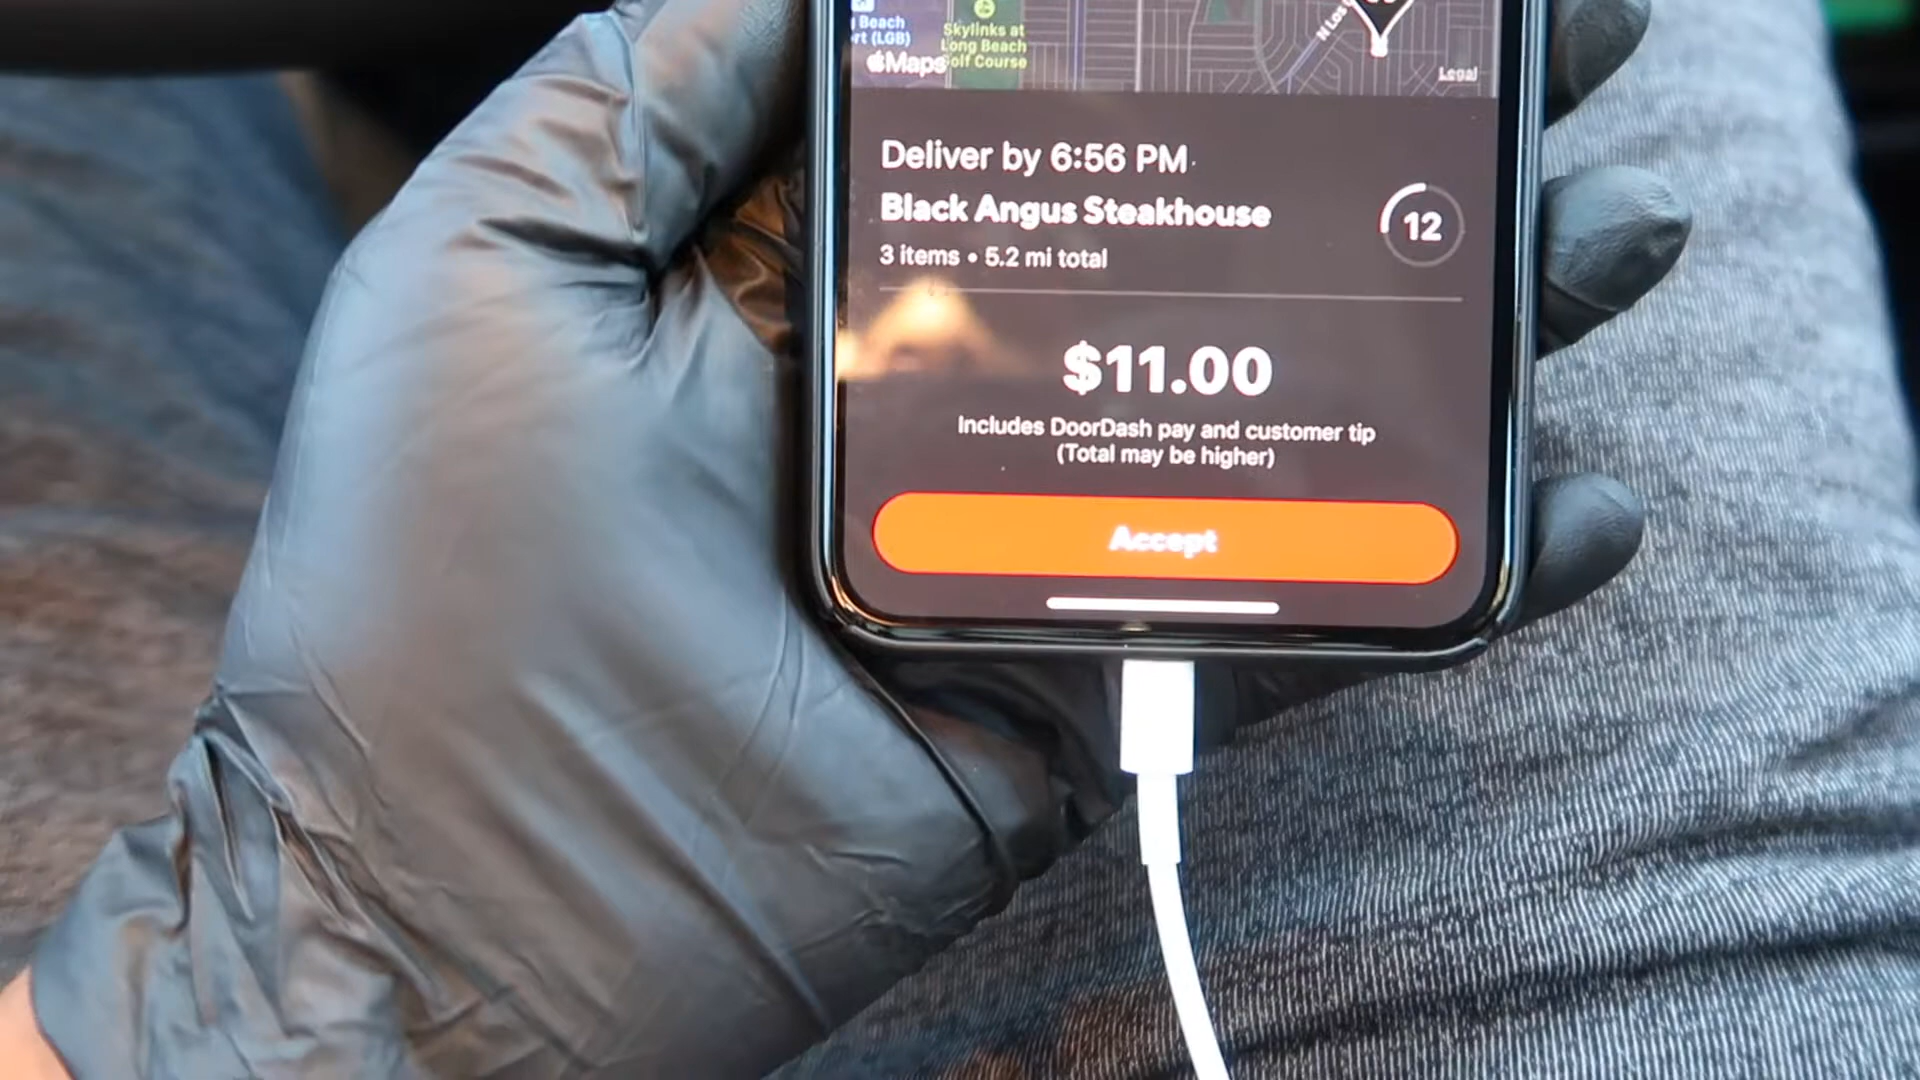 Beach
rt (LGB)
Skylinks at
Long Beach
Golf Course
Maps
N Los
Legal
Deliver by 6:56 PM
Black Angus Steakhouse
3 items • 5.2 mi total
12
$11.00
Includes DoorDash pay and customer tip
(Total may be higher)
Accept